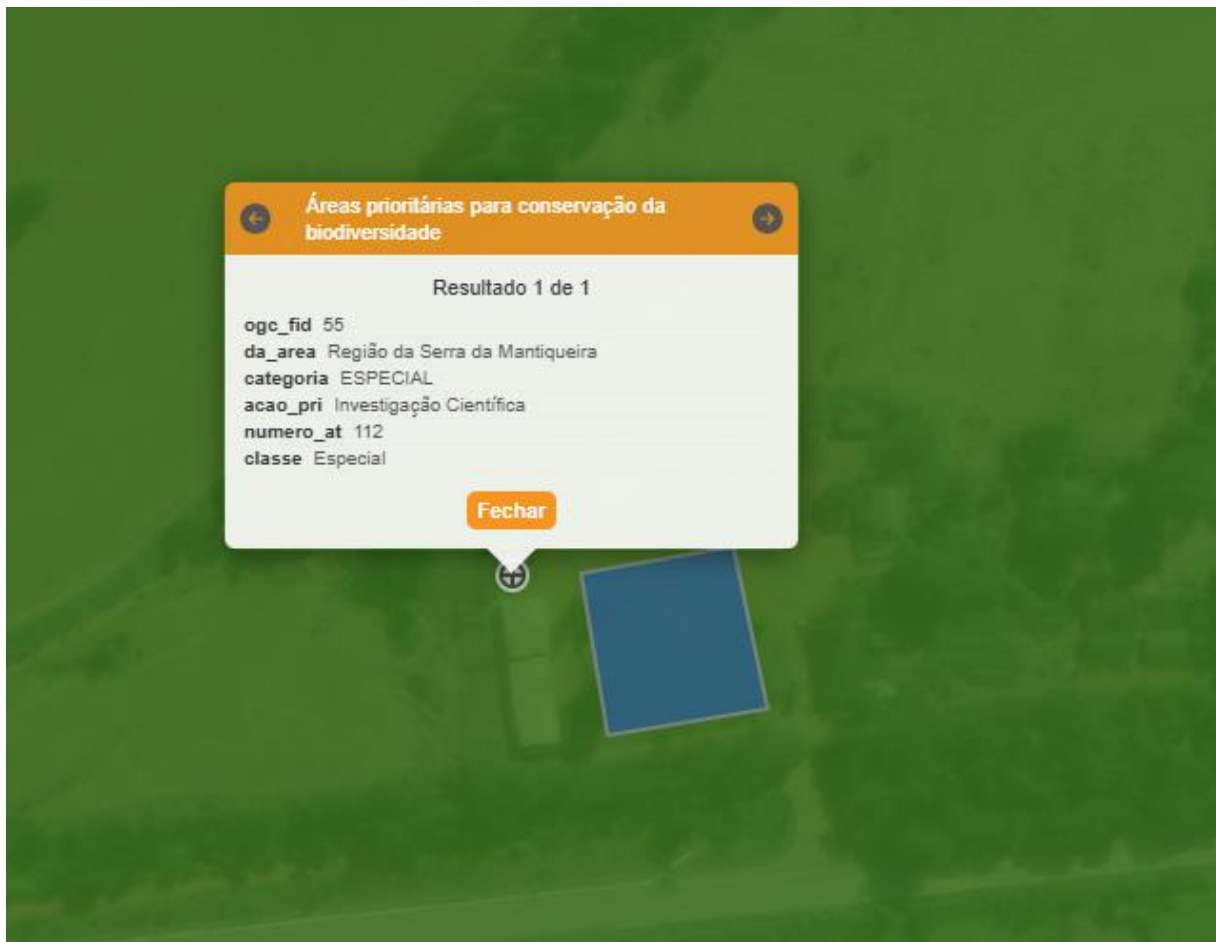 Áreas prioritárias para conservação da
biodiversidade
Resultado 1 de 1
ogc_fid 55
da_area Região da Serra da Mantiqueira
categoria ESPECIAL
acao_pri Investigação Científica
numero_at 112
classe Especial
Fechar